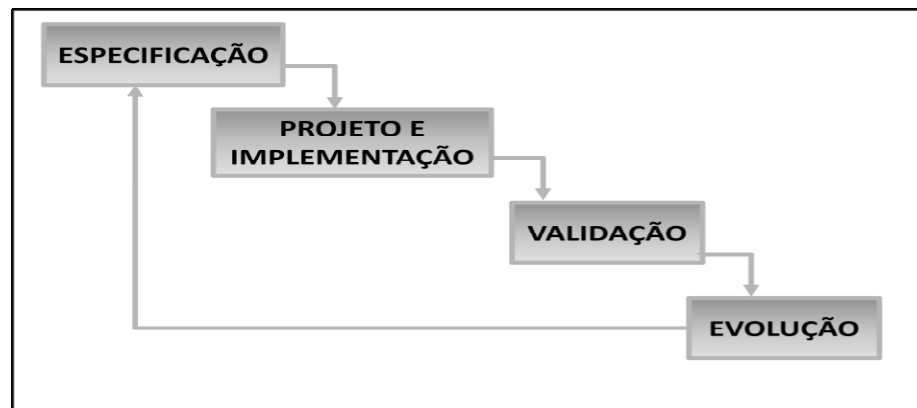 ESPECIFICAÇÃO
PROJETO E
IMPLEMENTAÇÃO
VALIDAÇÃO
EVOLUÇÃO